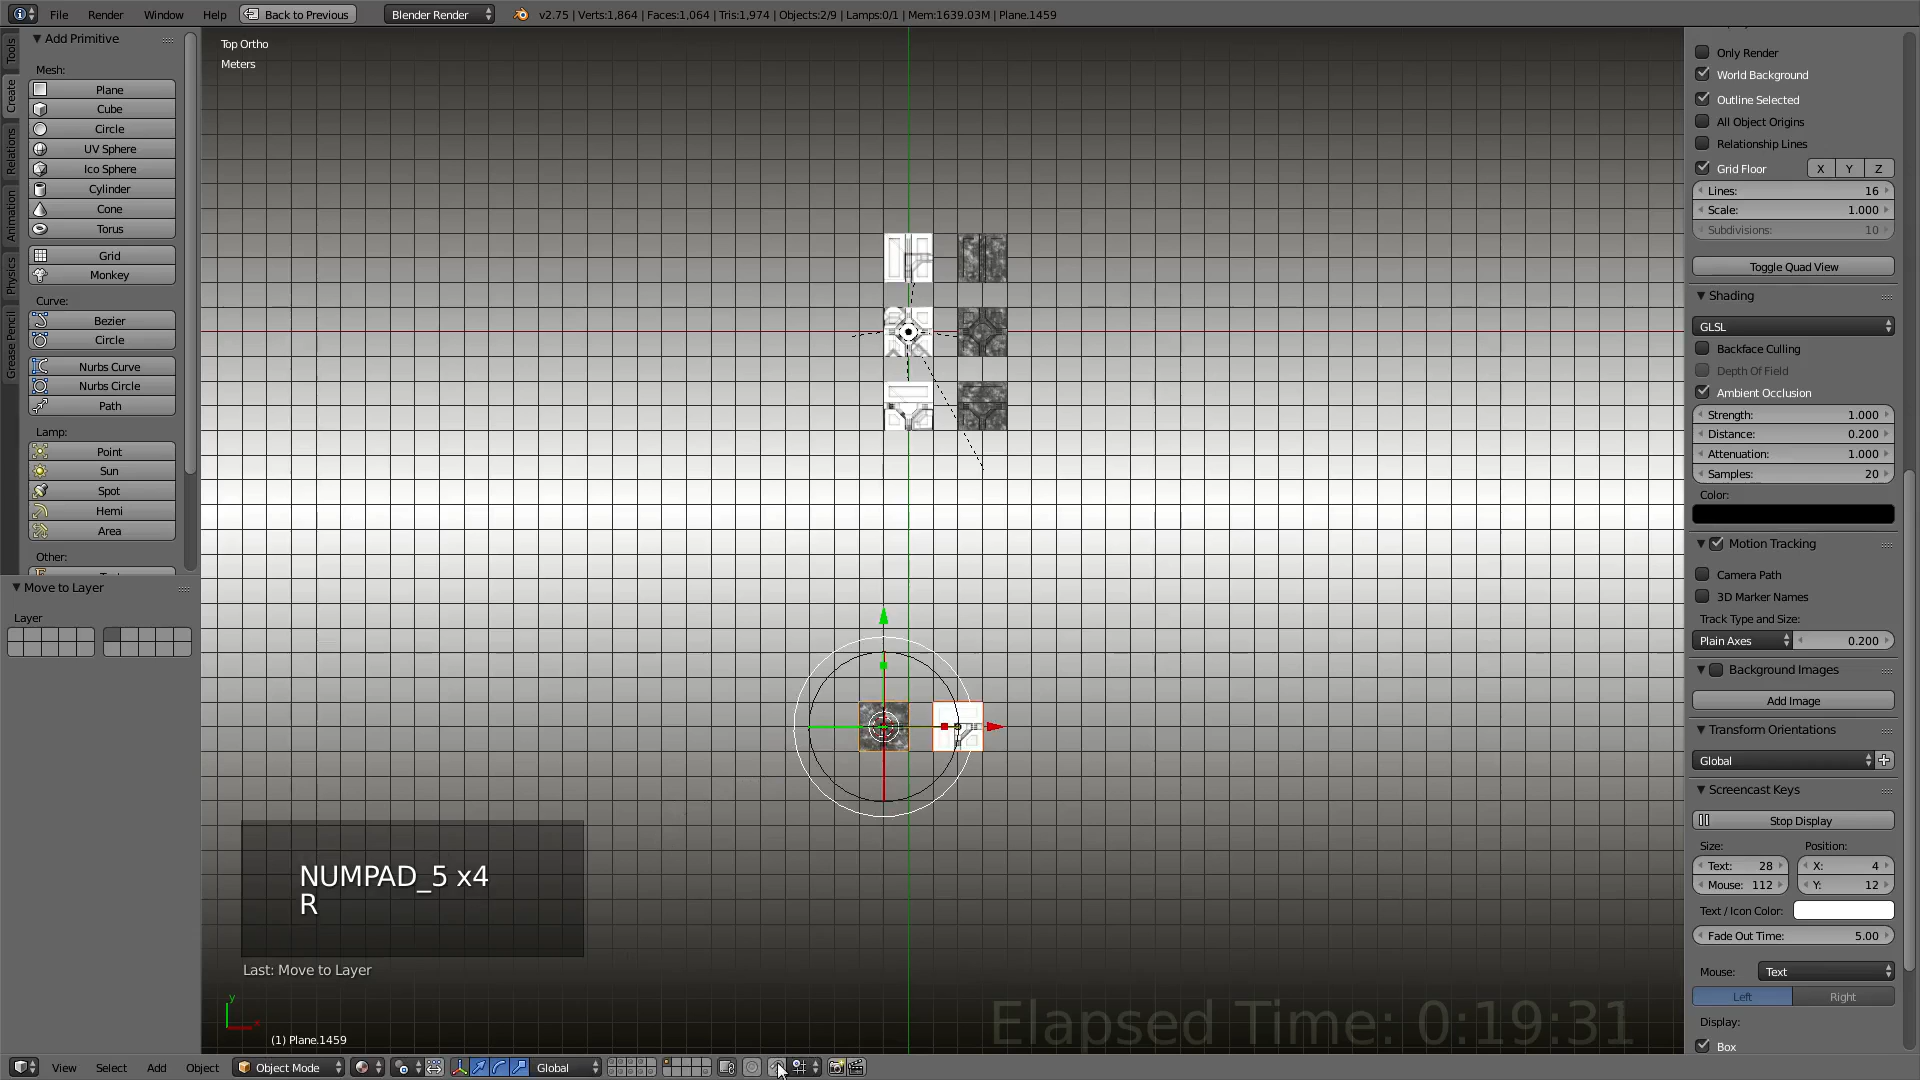 File Render Window Help Back to Previous Blender Render v2.75 | Verts:1,864 | Faces:1,064 | Tris:1,974 | Objects:2/9 | Lamps:0/1 | Mem:1639.03M | Plane.1459
Tools
Create
Relations
Animation
Physics
Grease Pencil
Add Primitive
Mesh:
Plane
Cube
Circle
UV Sphere
Ico Sphere
Cylinder
Cone
Torus
Grid
Monkey
Curve:
Bezier
Circle
Nurbs Curve
Nurbs Circle
Path
Lamp:
Point
Sun
Spot
Hemi
Area
Other:
Move to Layer
Layer
Top Ortho
Meters
NUMPAD_5 x4
R
Last: Move to Layer
y
(1) Plane.1459
Elapsed Time: 0:19:31
Only Render
World Background
Outline Selected
All Object Origins
Relationship Lines
Grid Floor X Y Z
Lines: 16
Scale: 1.000
Subdivisions: 10
Toggle Quad View
Shading
GLSL
Backface Culling
Depth Of Field
Ambient Occlusion
Strength: 1.000
Distance: 0.200
Attenuation: 1.000
Samples: 20
Color:
Motion Tracking
Camera Path
3D Marker Names
Track Type and Size:
Plain Axes 0.200
Background Images
Add Image
Transform Orientations
Global
Screencast Keys
Stop Display
Size: Position:
Text: 28 X: 4
Mouse: 112 Y: 12
Text / Icon Color:
Fade Out Time: 5.00
Mouse: Text
Left Right
Display:
Box
View Select Add Object Object Mode Global